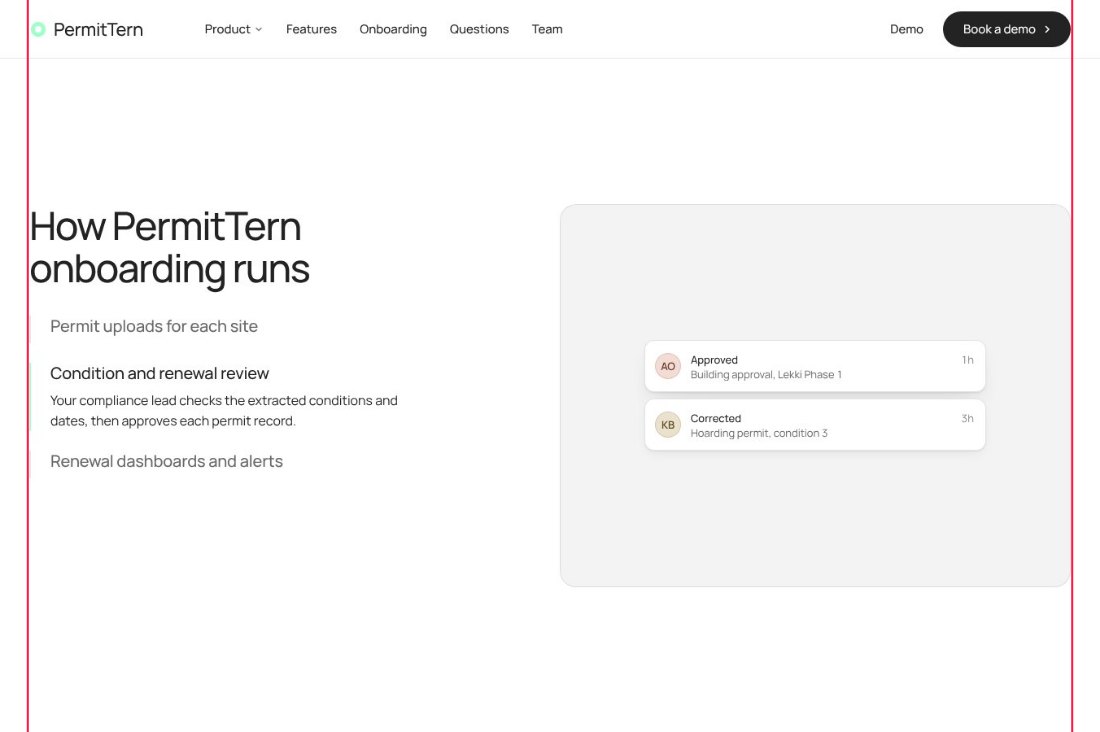 PermitTern
Product
Features
Onboarding
Questions
Team
Demo
Book a demo
How PermitTern
onboarding runs
Permit uploads for each site
Condition and renewal review
Your compliance lead checks the extracted conditions and
dates, then approves each permit record.
Renewal dashboards and alerts
AO
Approved
1h
Building approval, Lekki Phase 1
KB
Corrected
3h
Hoarding permit, condition 3